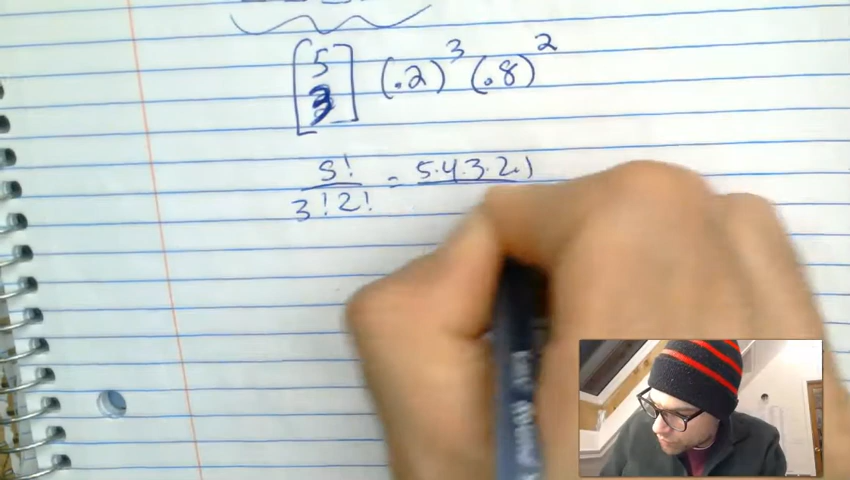 [5 3] (.2)^3 (.8)^2
5!/3!2! = 5.4.3.2.1